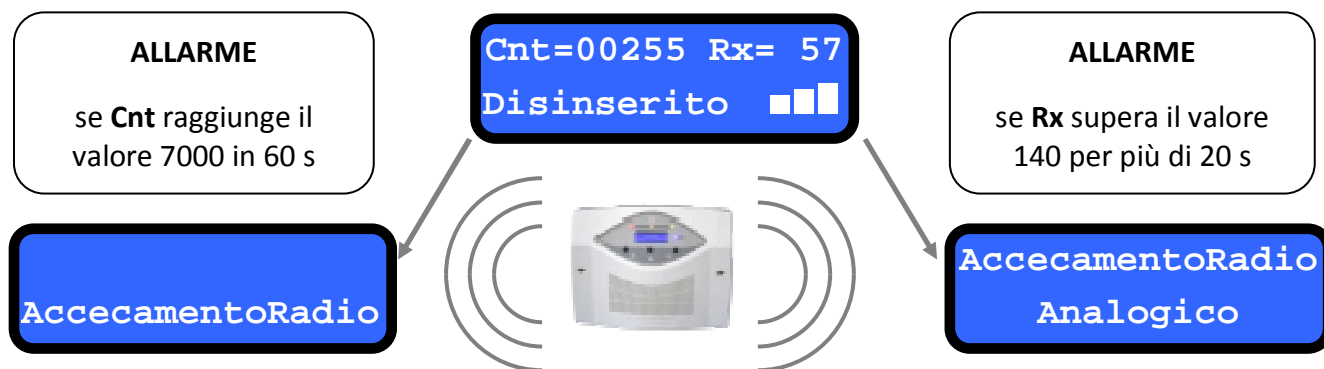 ALLARME
se Cnt raggiunge il
valore 7000 in 60 s
Cnt=00255 Rx= 57
Disinserito
ALLARME
se Rx supera il valore
140 per più di 20 s
AccecamentoRadio
AccecamentoRadio
Analogico